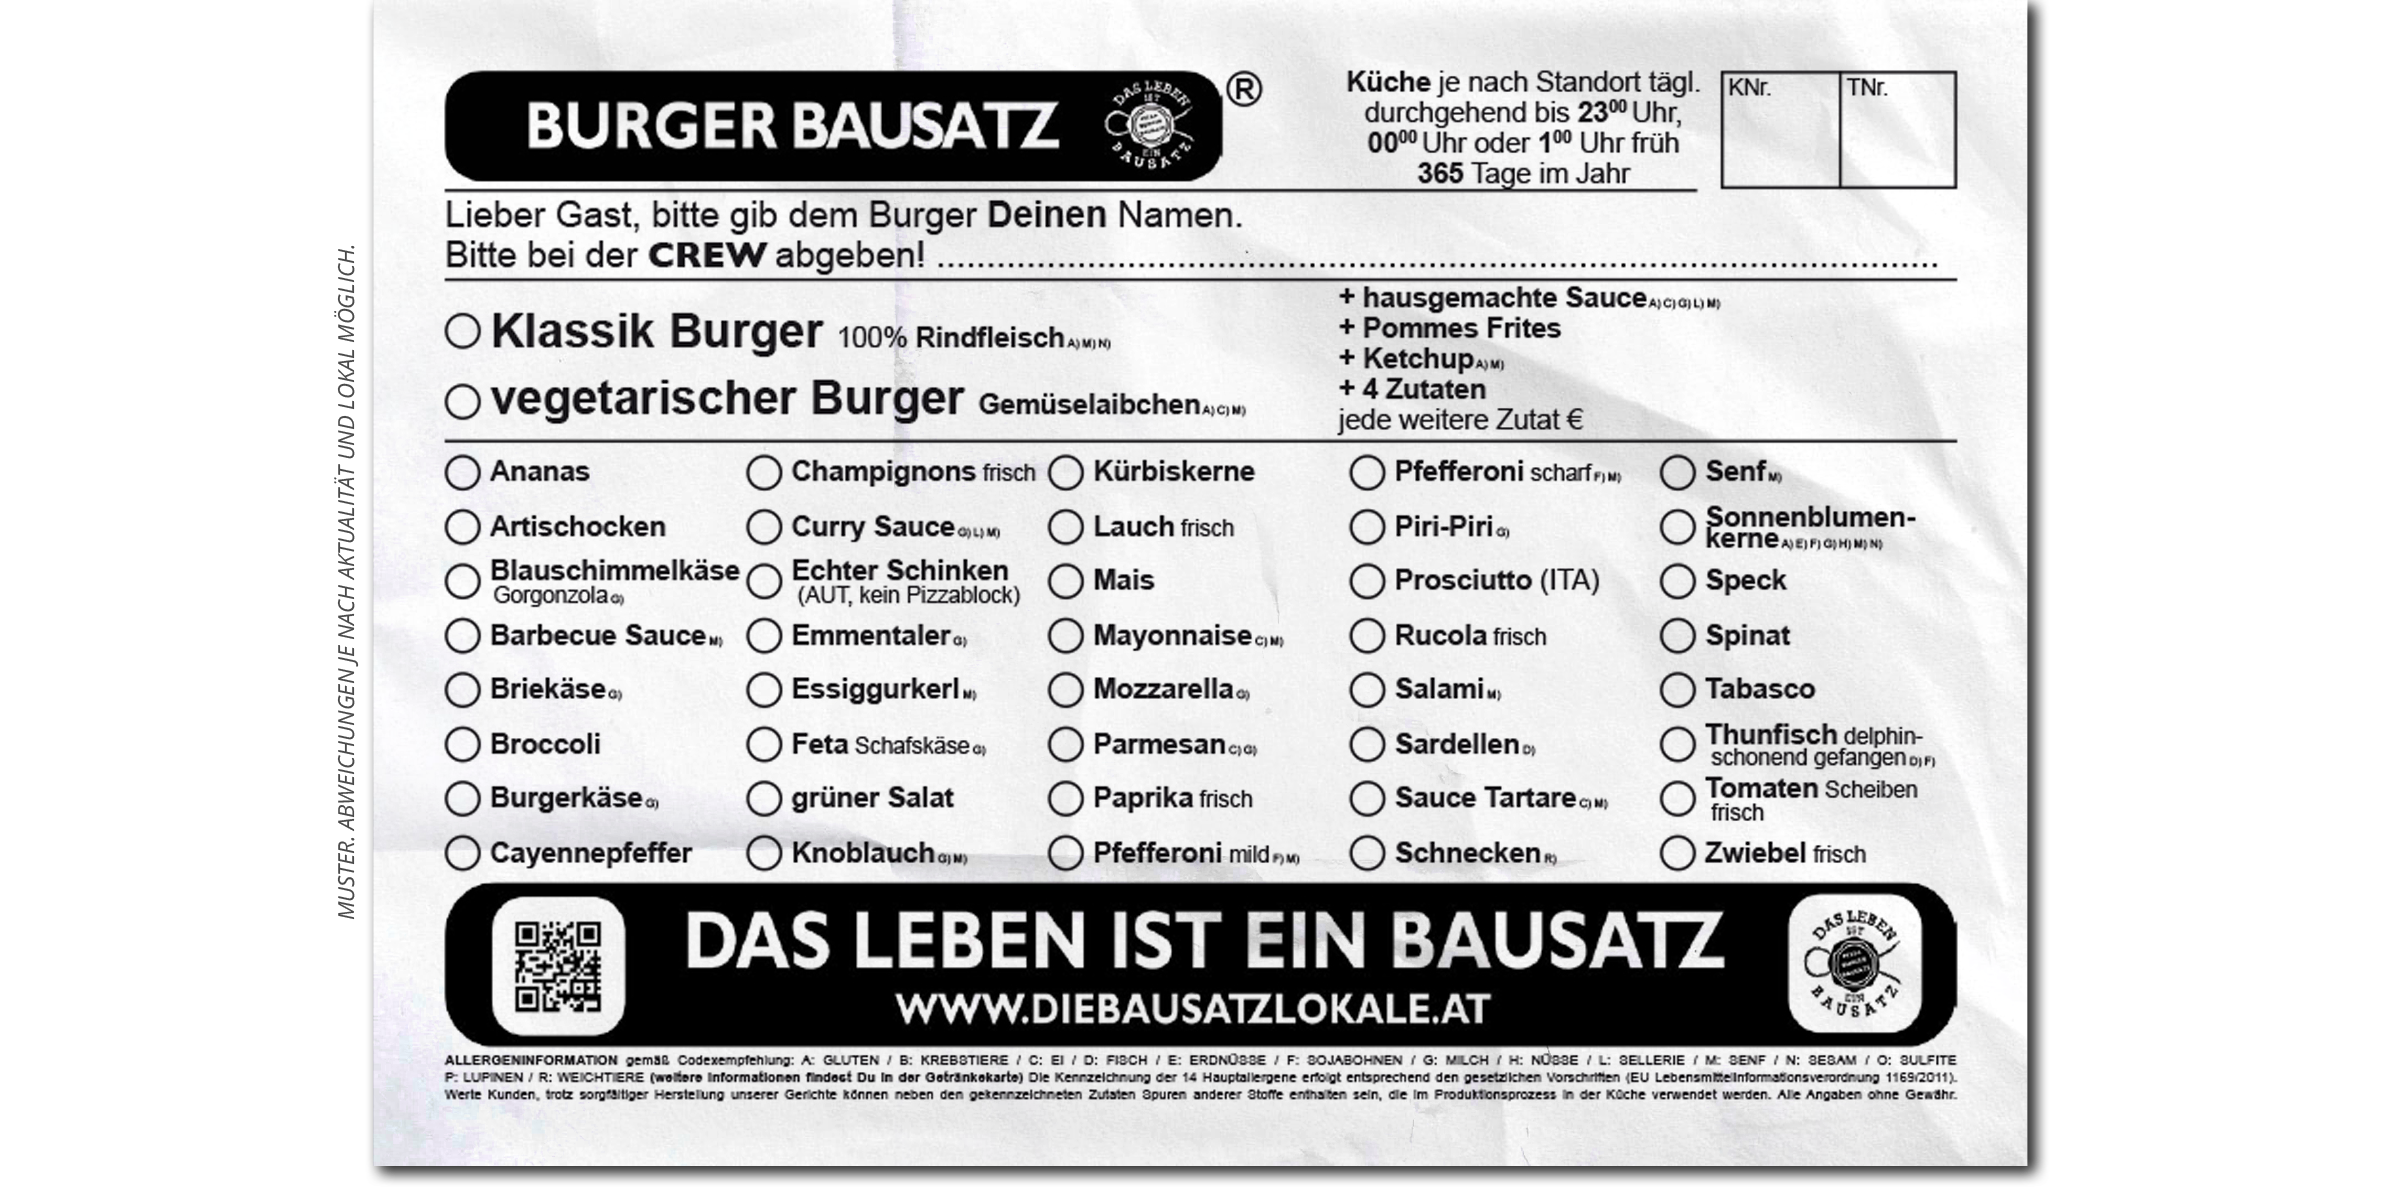 MUSTER. ABWEICHUNGEN JE NACH AKTUALITÄT UND LOKAL MÖGLICH.
BURGER BAUSATZ ®
DAS LEBEN IST EIN BAUSATZ
Küche je nach Standort tägl.
durchgehend bis 23⁰⁰ Uhr,
00⁰⁰ Uhr oder 1⁰⁰ Uhr früh
365 Tage im Jahr
KNr. TNr.
Lieber Gast, bitte gib dem Burger Deinen Namen.
Bitte bei der CREW abgeben! ....................................................................................................
Klassik Burger 100% Rindfleisch A) M) N)
vegetarischer Burger Gemüselaibchen A) C) M)
+ hausgemachte Sauce A) C) G) L) M)
+ Pommes Frites
+ Ketchup A) M)
+ 4 Zutaten
jede weitere Zutat €
Ananas
Artischocken
Blauschimmelkäse
Gorgonzola G)
Barbecue Sauce M)
Briekäse G)
Broccoli
Burgerkäse G)
Cayennepfeffer
Champignons frisch
Curry Sauce G) L) M)
Echter Schinken
(AUT, kein Pizzablock)
Emmentaler G)
Essiggurkerl M)
Feta Schafskäse G)
grüner Salat
Knoblauch G) M)
Kürbiskerne
Lauch frisch
Mais
Mayonnaise C) M)
Mozzarella G)
Parmesan C) G)
Paprika frisch
Pfefferoni mild F) M)
Pfefferoni scharf F) M)
Piri-Piri G)
Prosciutto (ITA)
Rucola frisch
Salami M)
Sardellen D)
Sauce Tartare C) M)
Schnecken R)
Senf M)
Sonnenblumen-
kerne A) E) F) G) H) M) N)
Speck
Spinat
Tabasco
Thunfisch delphin-
schonend gefangen D) F)
Tomaten Scheiben
frisch
Zwiebel frisch
DAS LEBEN IST EIN BAUSATZ
WWW.DIEBAUSATZLOKALE.AT
DAS LEBEN IST EIN BAUSATZ
ALLERGENINFORMATION gemäß Codexempfehlung: A: GLUTEN / B: KREBSTIERE / C: EI / D: FISCH / E: ERDNÜSSE / F: SOJABOHNEN / G: MILCH / H: NÜSSE / L: SELLERIE / M: SENF / N: SESAM / O: SULFITE
P: LUPINEN / R: WEICHTIERE (weitere Informationen findest Du in der Getränkekarte) Die Kennzeichnung der 14 Hauptallergene erfolgt entsprechend den gesetzlichen Vorschriften (EU Lebensmittelinformationsverordnung 1169/2011).
Werte Kunden, trotz sorgfältiger Herstellung unserer Gerichte können neben den gekennzeichneten Zutaten Spuren anderer Stoffe enthalten sein, die im Produktionsprozess in der Küche verwendet werden. Alle Angaben ohne Gewähr.